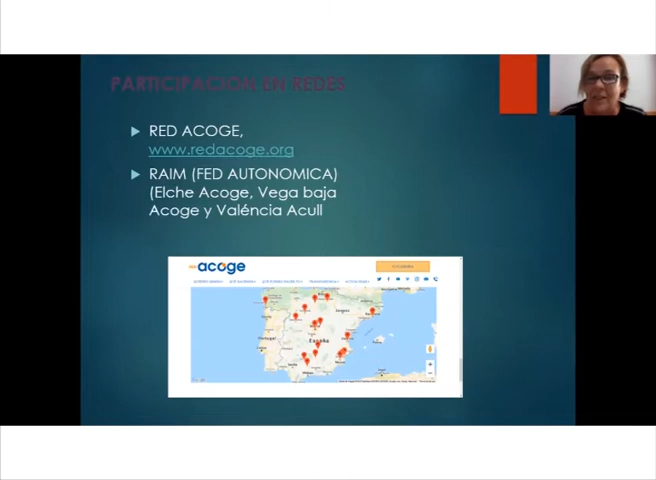 PARTICIPACION EN REDES
RED ACOGE,
www.redacoge.org
RAIM (FED AUTONOMICA)
(Elche Acoge, Vega baja
Acoge y Valéncia Acull
acoge
Portugal
España